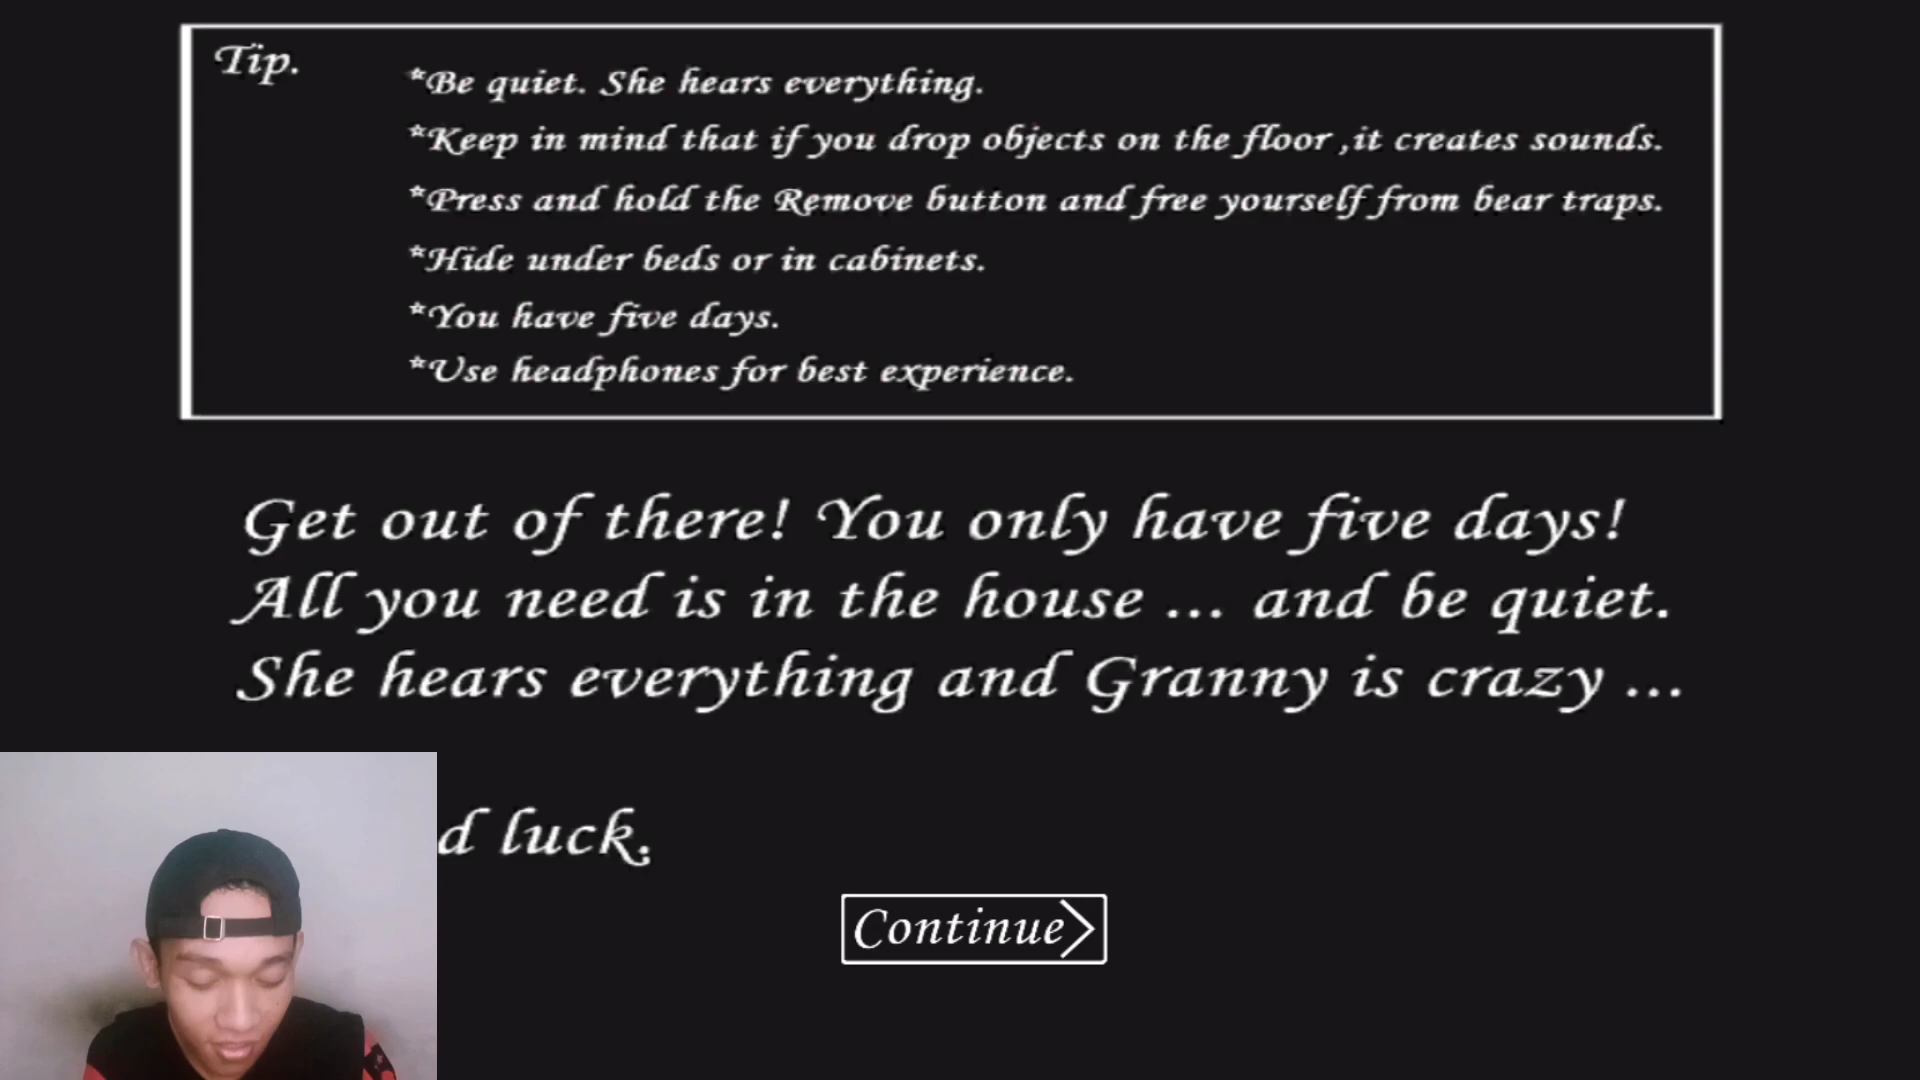 Tip.
*Be quiet. She hears everything.
*Keep in mind that if you drop objects on the floor ,it creates sounds.
*Press and hold the Remove button and free yourself from bear traps.
*Hide under beds or in cabinets.
*You have five days.
*Use headphones for best experience.
Get out of there! You only have five days!
All you need is in the house ... and be quiet.
She hears everything and Granny is crazy ...
luck.
Continue>